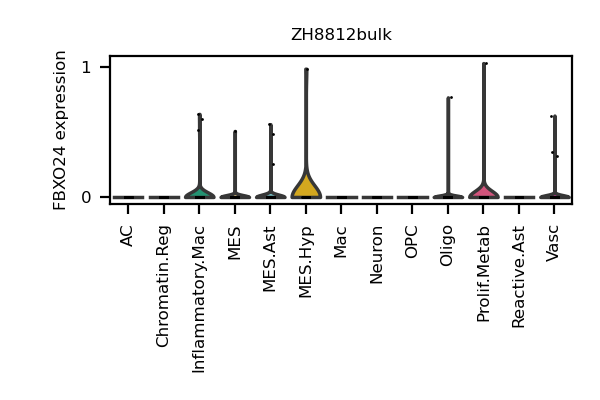 ZH8812bulk
FBXO24 expression
1
0
AC
Chromatin.Reg
Inflammatory.Mac
MES
MES.Ast
MES.Hyp
Mac
Neuron
OPC
Oligo
Prolif.Metab
Reactive.Ast
Vasc